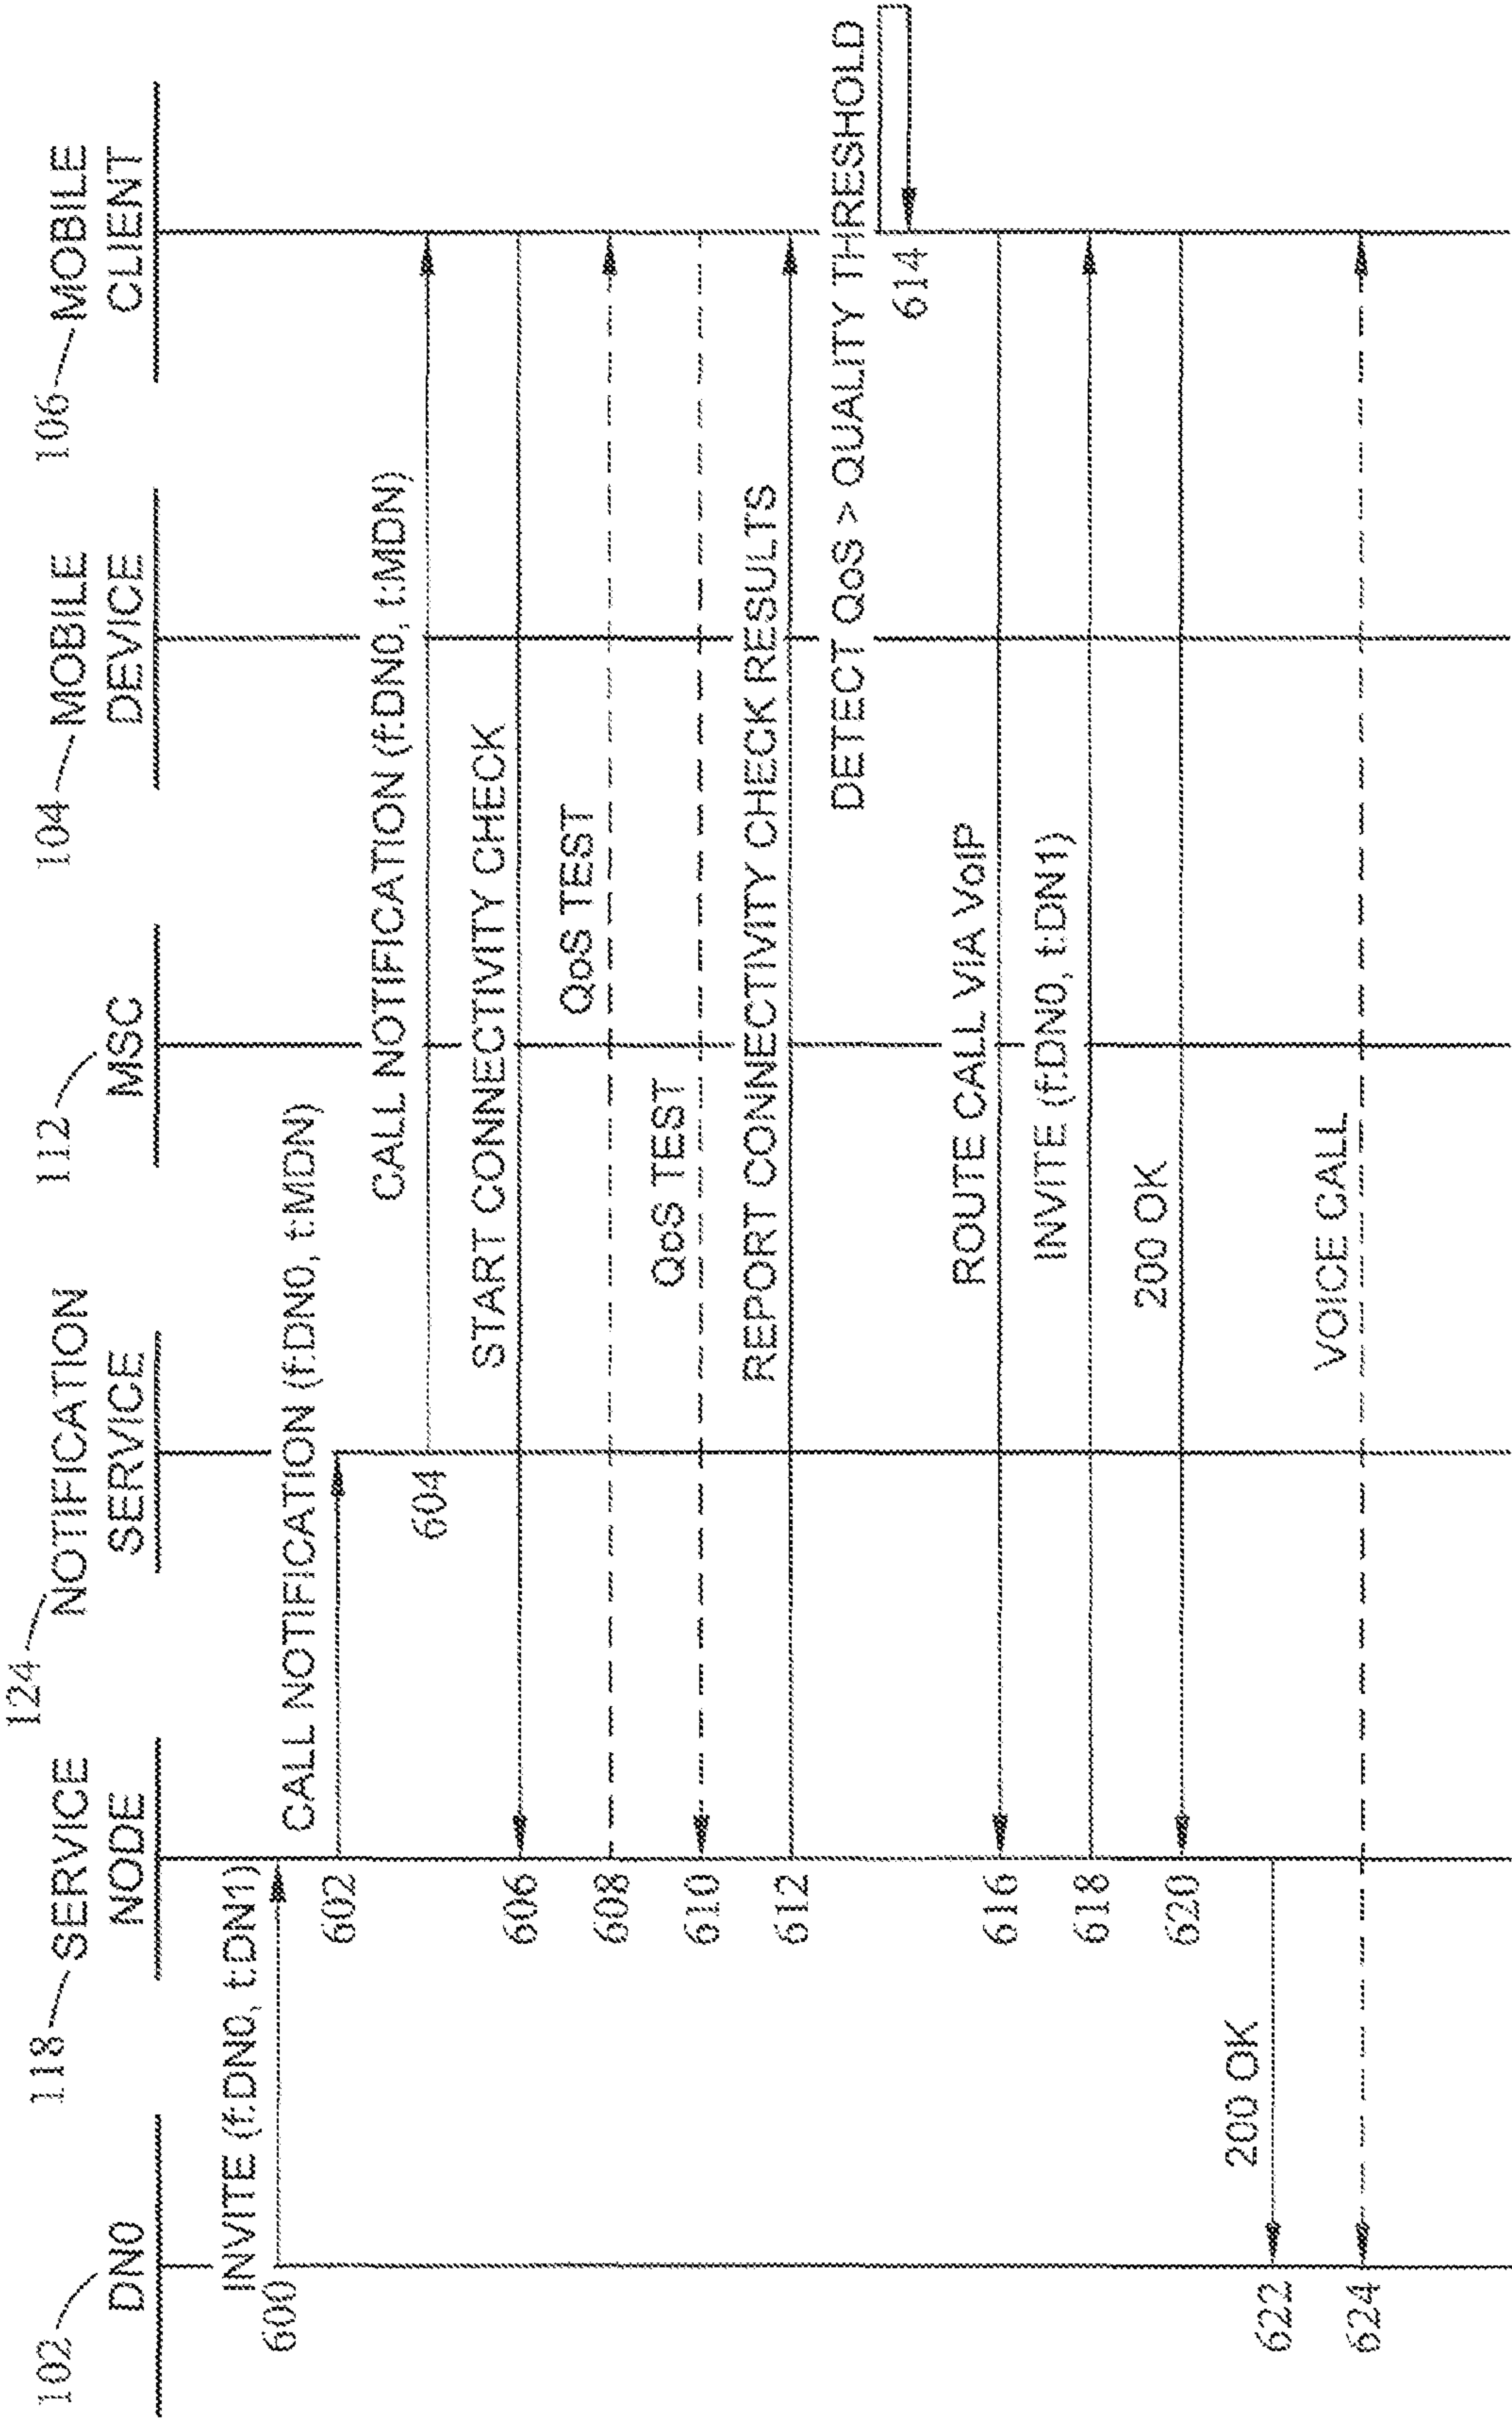 102
DN0
118
SERVICE
NODE
124
NOTIFICATION
SERVICE
112
MSC
104
MOBILE
DEVICE
106
MOBILE
CLIENT
INVITE (f:DN0, t:DN1)
600
CALL NOTIFICATION (f:DN0, t:MDN)
602
CALL NOTIFICATION (f:DN0, t:MDN)
604
START CONNECTIVITY CHECK
606
QoS TEST
608
QoS TEST
610
REPORT CONNECTIVITY CHECK RESULTS
612
DETECT QoS > QUALITY THRESHOLD
614
ROUTE CALL VIA VoIP
616
INVITE (f:DN0, t:DN1)
618
200 OK
620
200 OK
622
VOICE CALL
624